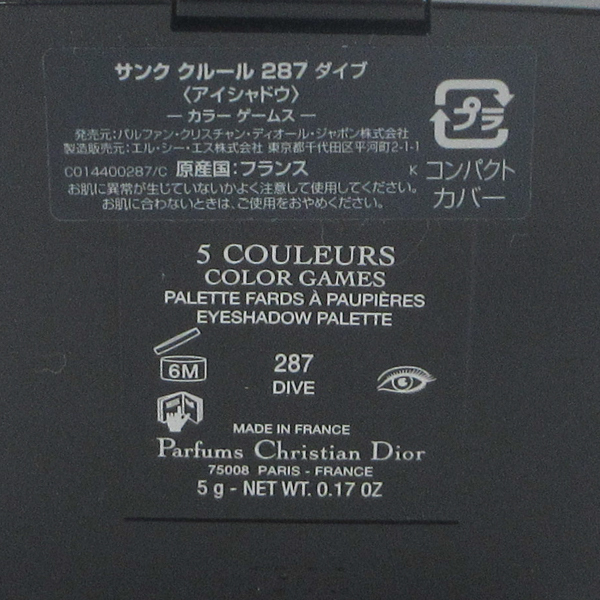 サンク クルール 287 ダイブ
〈アイシャドウ〉
― カラー ゲームス ―
発売元:パルファン・クリスチャン・ディオール・ジャポン株式会社
製造販売元:エル・シー・エス株式会社 東京都千代田区平河町2-1-1
C014400287/C 原産国:フランス K
お肌に異常が生じていないかよく注意して使用してください。
お肌に合わないときは、ご使用をおやめください。
プラ
コンパクト
カバー
5 COULEURS
COLOR GAMES
PALETTE FARDS À PAUPIÈRES
EYESHADOW PALETTE
6M
287
DIVE
MADE IN FRANCE
Parfums Christian Dior
75008 PARIS - FRANCE
5 g - NET WT. 0.17 OZ